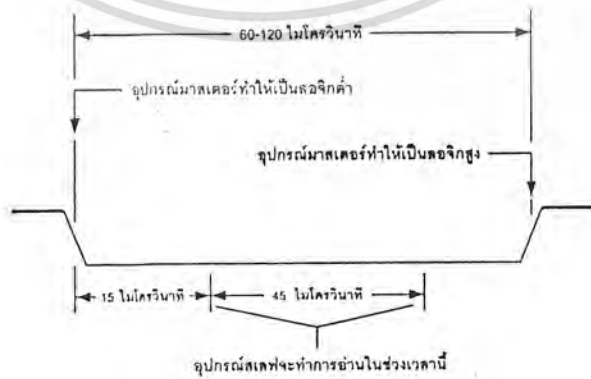 60-120 ไมโครวินาที
อุปกรณ์มาสเตอร์ทำให้เป็นลอจิกต่ำ
อุปกรณ์มาสเตอร์ทำให้เป็นลอจิกสูง
15 ไมโครวินาที
45 ไมโครวินาที
อุปกรณ์สเลฟจะทำการอ่านในช่วงเวลานี้